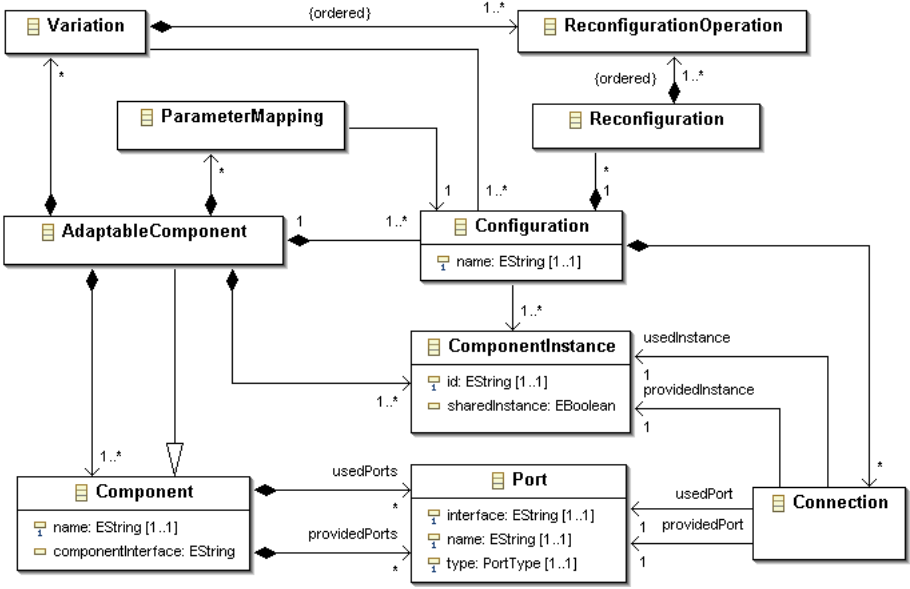 {ordered}
1..*
Variation
ReconfigurationOperation
*
{ordered}
1..*
ParameterMapping
Reconfiguration
*
*
1
1
1..*
AdaptableComponent
1
1..*
Configuration
name: EString [1..1]
1..*
ComponentInstance
usedInstance
id: EString [1..1]
1
1..*
sharedInstance: EBoolean
providedInstance
1
1..*
*
Component
usedPorts
Port
usedPort
Connection
*
name: EString [1..1]
interface: EString [1..1]
1
componentInterface: EString
providedPorts
name: EString [1..1]
providedPort
*
type: PortType [1..1]
1